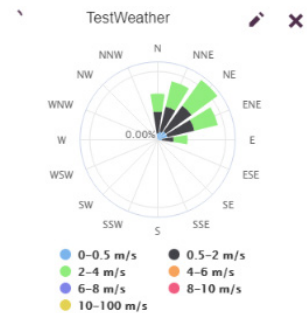 TestWeather
N
NNW NNE
NW NE
WNW ENE
0.00%
W E
WSW ESE
SW SE
SSW SSE
S
0-0.5 m/s 0.5-2 m/s
2-4 m/s 4-6 m/s
6-8 m/s 8-10 m/s
10-100 m/s